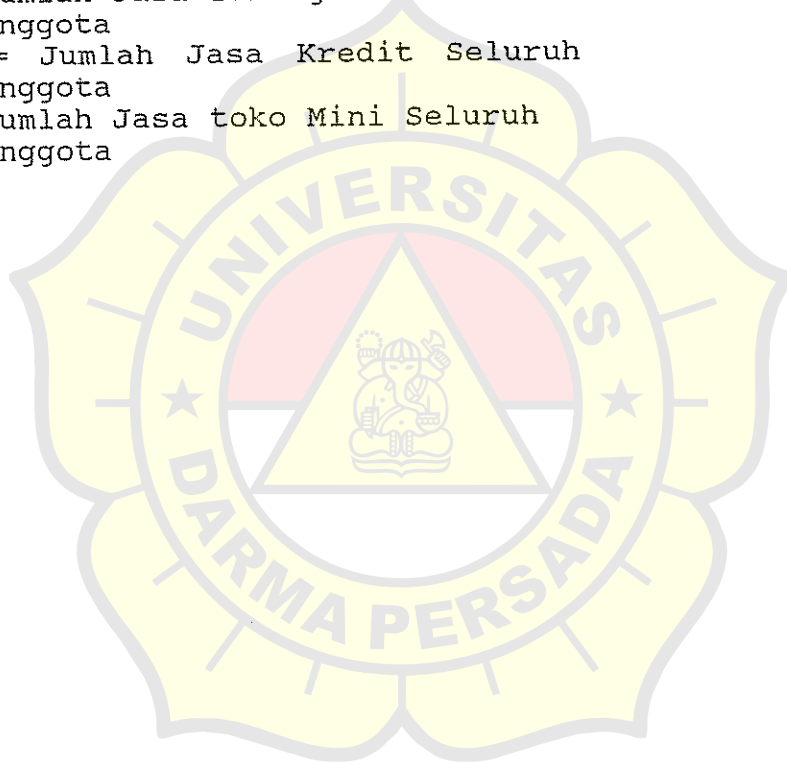 nggota
= Jumlah Jasa Kredit Seluruh
nggota
umlah Jasa toko Mini Seluruh
nggota
UNIVERSITAS
DARMA PERSADA